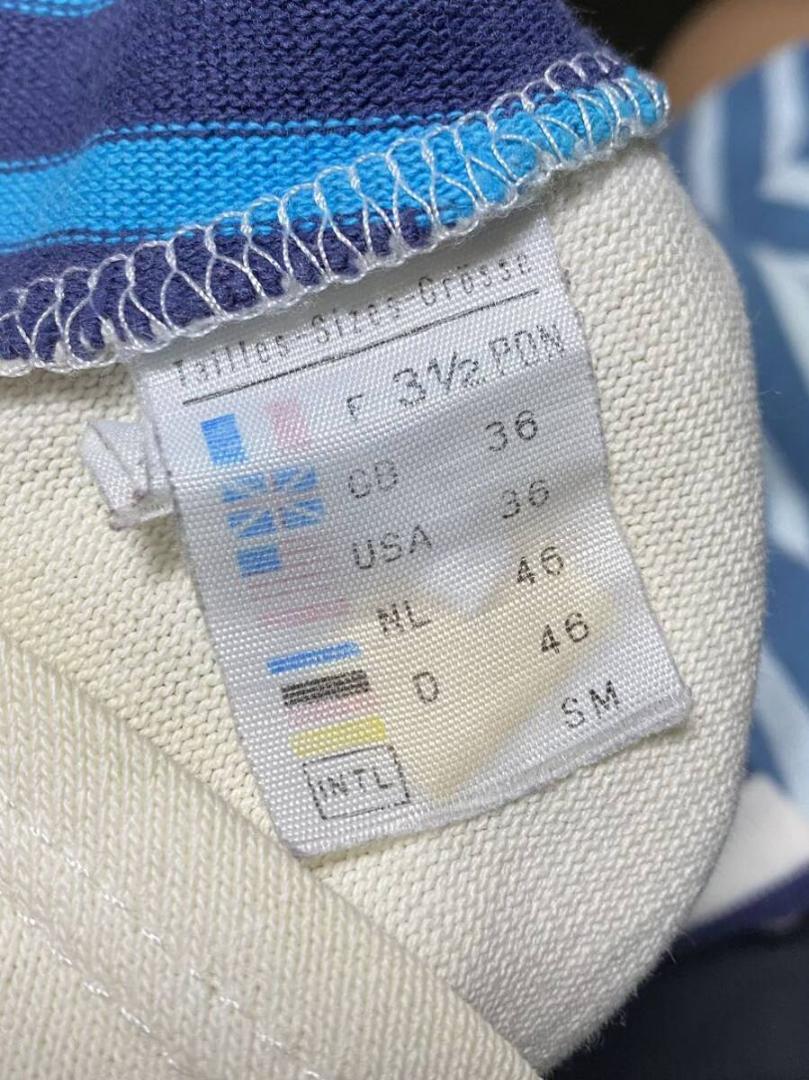 Tailles-Sizes-Grösse
F 3½ PON
GB 36
USA 36
NL 46
D 46
INTL SM